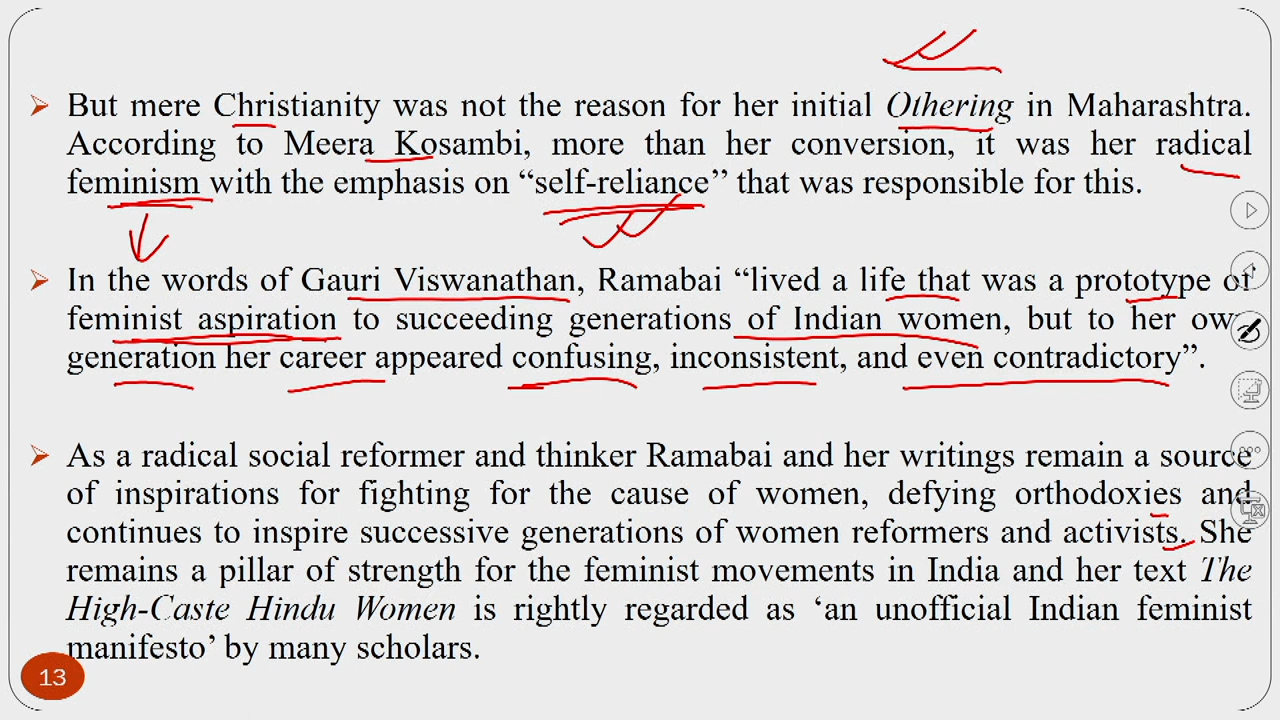 But mere Christianity was not the reason for her initial Othering in Maharashtra.
According to Meera Kosambi, more than her conversion, it was her radical
feminism with the emphasis on “self-reliance” that was responsible for this.
In the words of Gauri Viswanathan, Ramabai “lived a life that was a prototype of
feminist aspiration to succeeding generations of Indian women, but to her own
generation her career appeared confusing, inconsistent, and even contradictory”.
As a radical social reformer and thinker Ramabai and her writings remain a source
of inspirations for fighting for the cause of women, defying orthodoxies and
continues to inspire successive generations of women reformers and activists. She
remains a pillar of strength for the feminist movements in India and her text The
High-Caste Hindu Women is rightly regarded as ‘an unofficial Indian feminist
manifesto’ by many scholars.
13